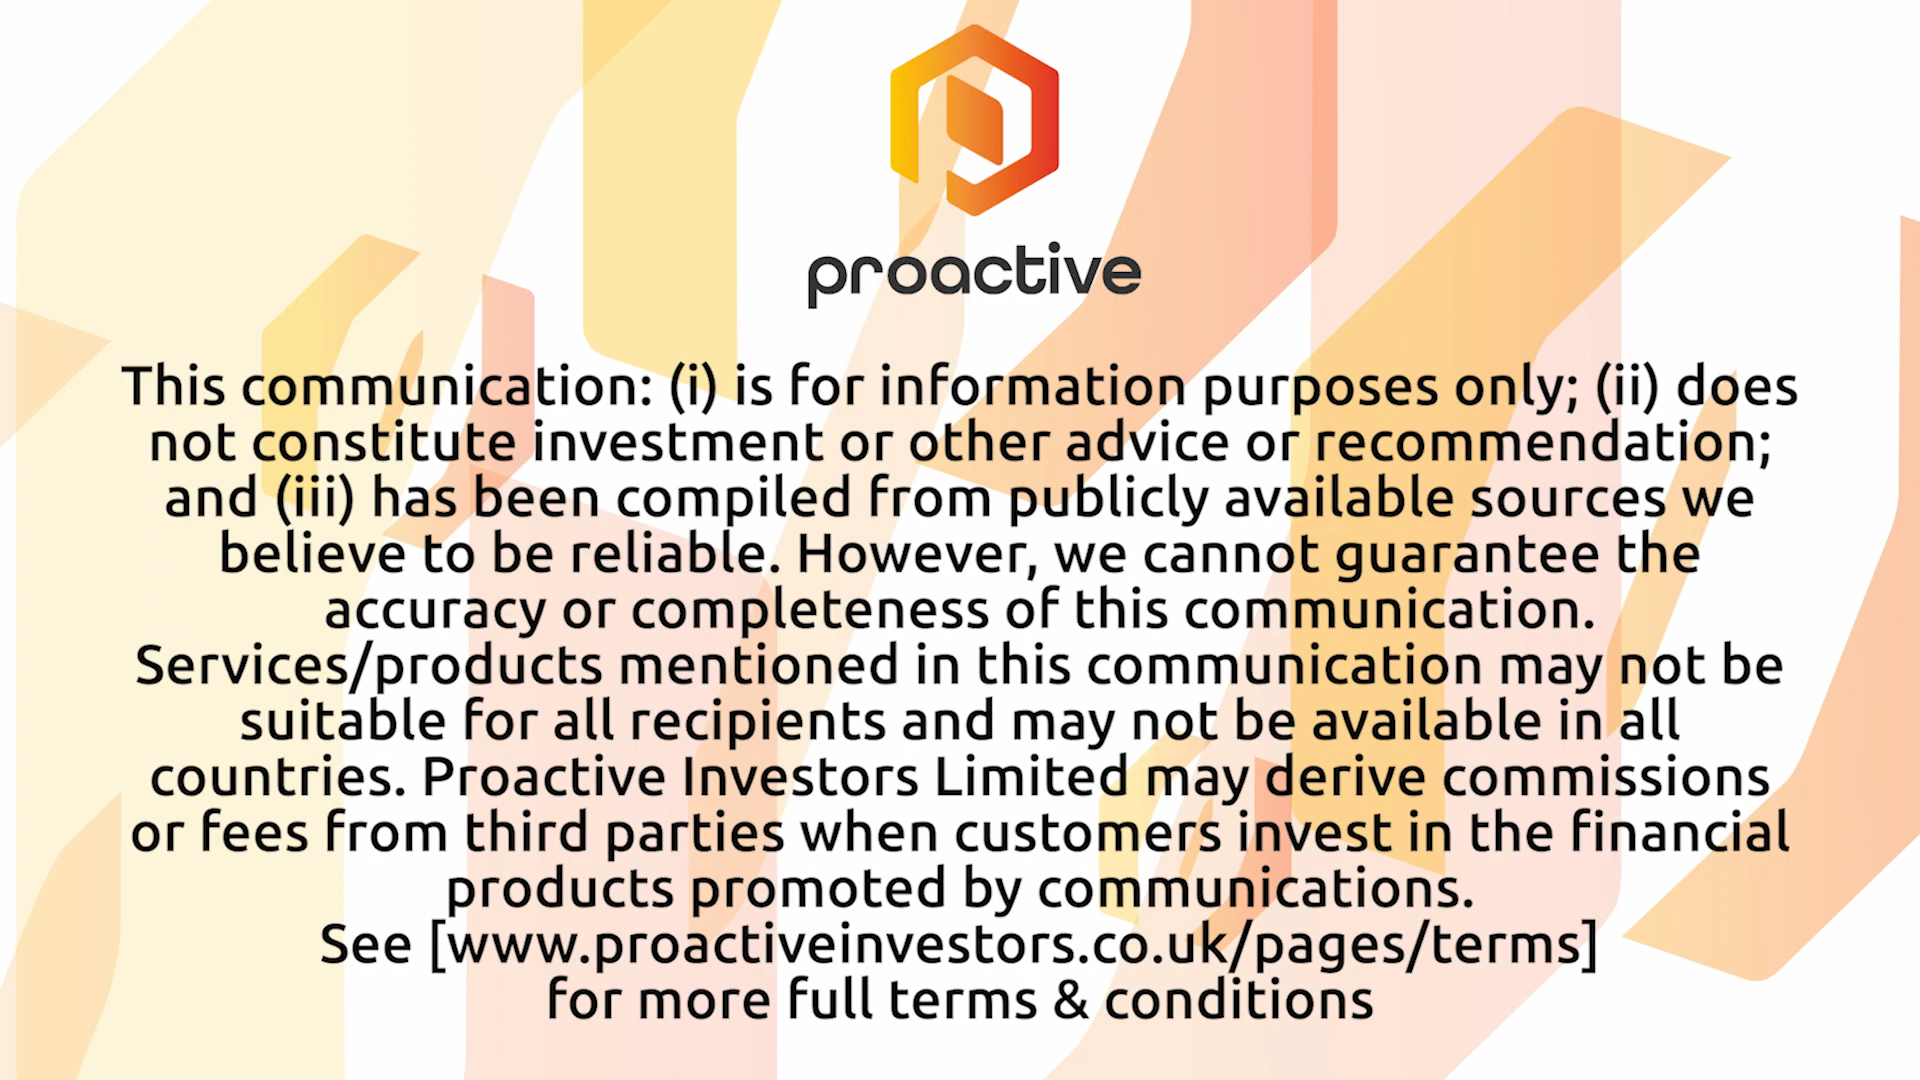 proactive
This communication: (i) is for information purposes only; (ii) does
not constitute investment or other advice or recommendation;
and (iii) has been compiled from publicly available sources we
believe to be reliable. However, we cannot guarantee the
accuracy or completeness of this communication.
Services/products mentioned in this communication may not be
suitable for all recipients and may not be available in all
countries. Proactive Investors Limited may derive commissions
or fees from third parties when customers invest in the financial
products promoted by communications.
See [www.proactiveinvestors.co.uk/pages/terms]
for more full terms & conditions